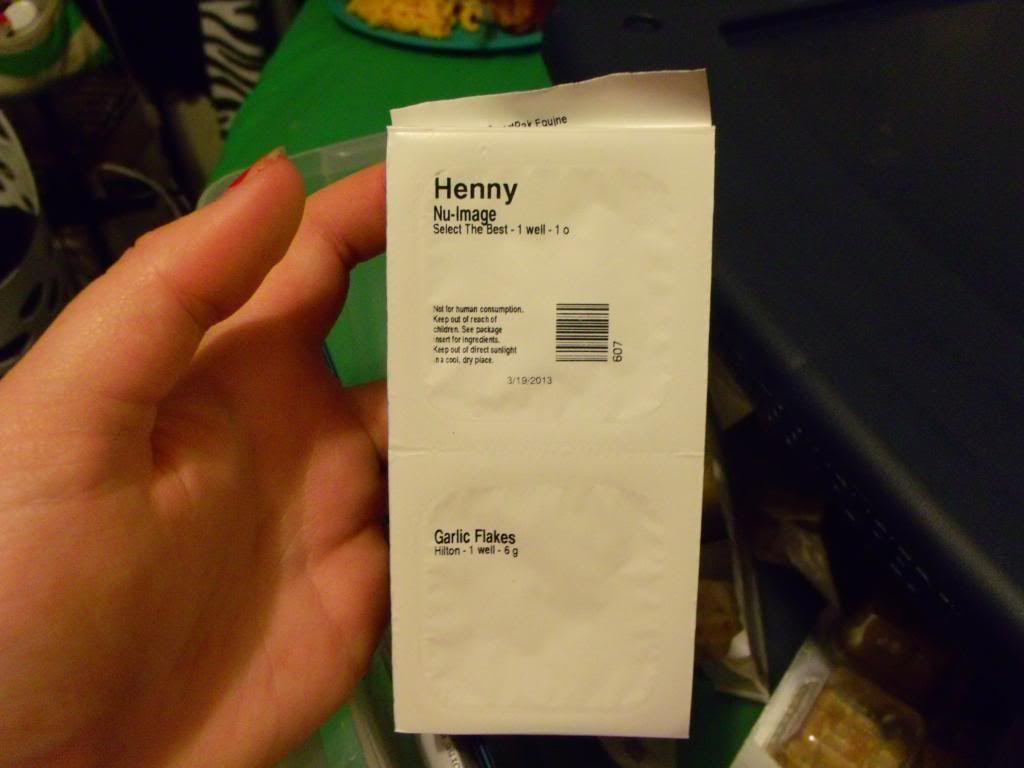 Pak Equine
Henny
Nu-Image
Select The Best - 1 well - 1 o
Not for human consumption.
Keep out of reach of
children. See package
insert for ingredients.
Keep out of direct sunlight
in a cool, dry place.
607
3/19/2013
Garlic Flakes
Hilton - 1 well - 6 g